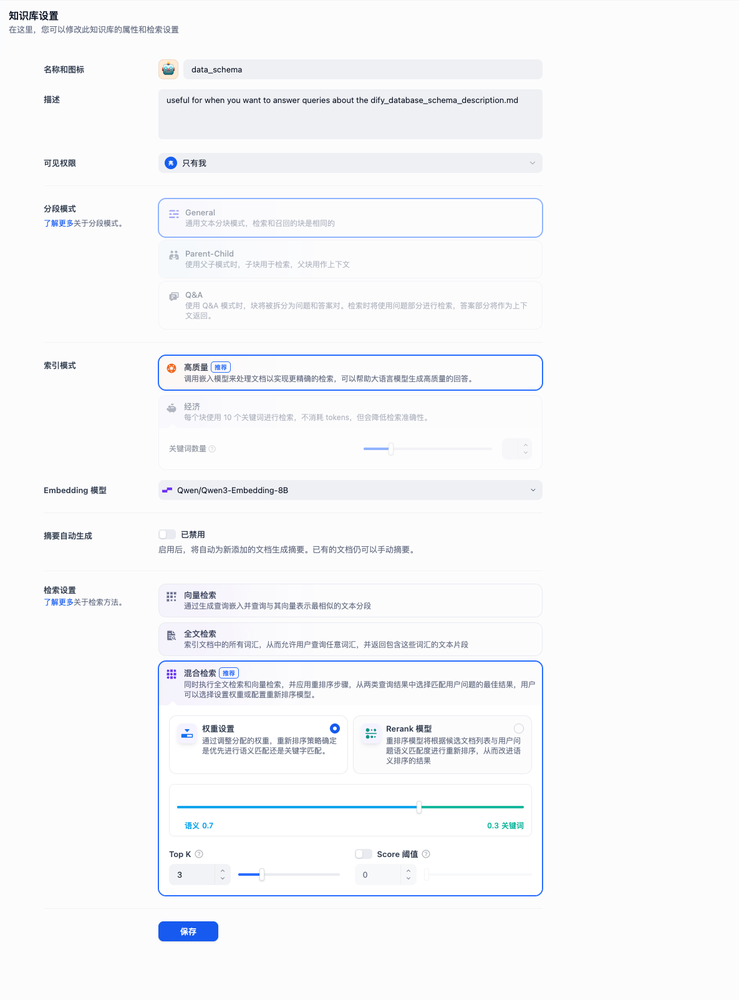 知识库设置
在这里，您可以修改此知识库的属性和检索设置
名称和图标
data_schema
描述
useful for when you want to answer queries about the dify_database_schema_description.md
可见权限
亮 只有我
分段模式
了解更多关于分段模式。
General
通用文本分块模式，检索和召回的块是相同的
Parent-Child
使用父子模式时，子块用于检索，父块用作上下文
Q&A
使用 Q&A 模式时，块将被拆分为问题和答案对。检索时将使用问题部分进行检索，答案部分将作为上下
文返回。
索引模式
高质量 推荐
调用嵌入模型来处理文档以实现更精确的检索，可以帮助大语言模型生成高质量的回答。
经济
每个块使用 10 个关键词进行检索，不消耗 tokens，但会降低检索准确性。
关键词数量
Embedding 模型
Qwen/Qwen3-Embedding-8B
摘要自动生成
已禁用
启用后，将自动为新添加的文档生成摘要。已有的文档仍可以手动摘要。
检索设置
了解更多关于检索方法。
向量检索
通过生成查询嵌入并查询与其向量表示最相似的文本分段
全文检索
索引文档中的所有词汇，从而允许用户查询任意词汇，并返回包含这些词汇的文本片段
混合检索 推荐
同时执行全文检索和向量检索，并应用重排序步骤，从两类查询结果中选择匹配用户问题的最佳结果，用户
可以选择设置权重或配置重新排序模型。
权重设置
通过调整分配的权重，重新排序策略确定
是优先进行语义匹配还是关键字匹配。
Rerank 模型
重排序模型将根据候选文档列表与用户问
题语义匹配度进行重新排序，从而改进语
义排序的结果
语义 0.7
0.3 关键词
Top K
3
Score 阈值
0
保存